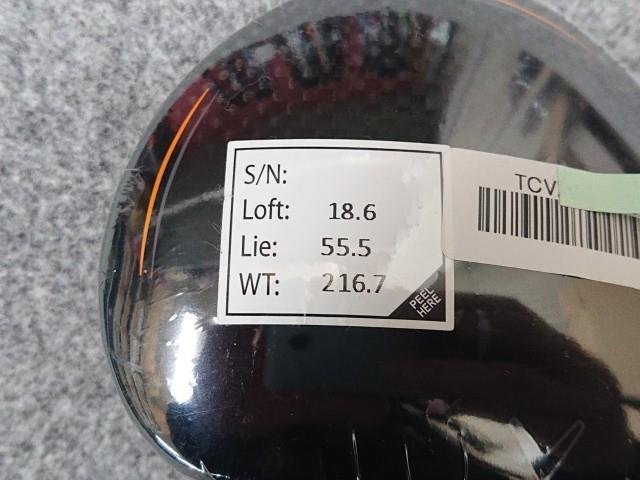 S/N:
Loft: 18.6
Lie: 55.5
WT: 216.7
PEEL
HERE
TCV